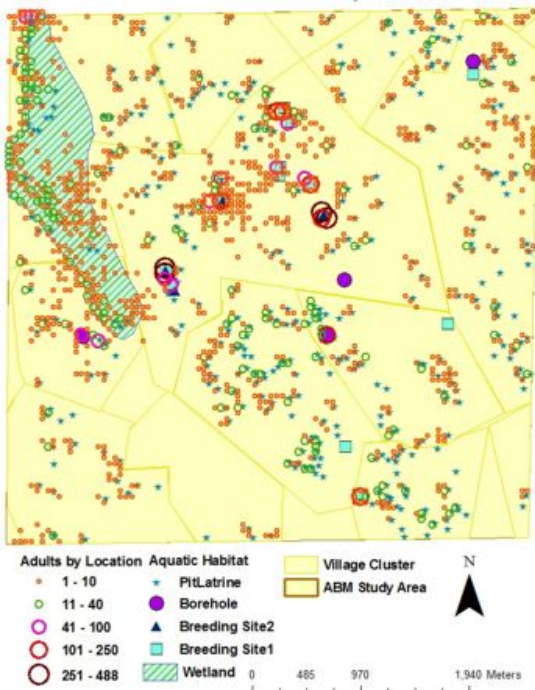 Adults by Location Aquatic Habitat
1 - 10 PitLatrine Village Cluster
11 - 40 Borehole ABM Study Area
41 - 100 Breeding Site2
101 - 250 Breeding Site1
251 - 488 Wetland
N
0 485 970 1,940 Meters